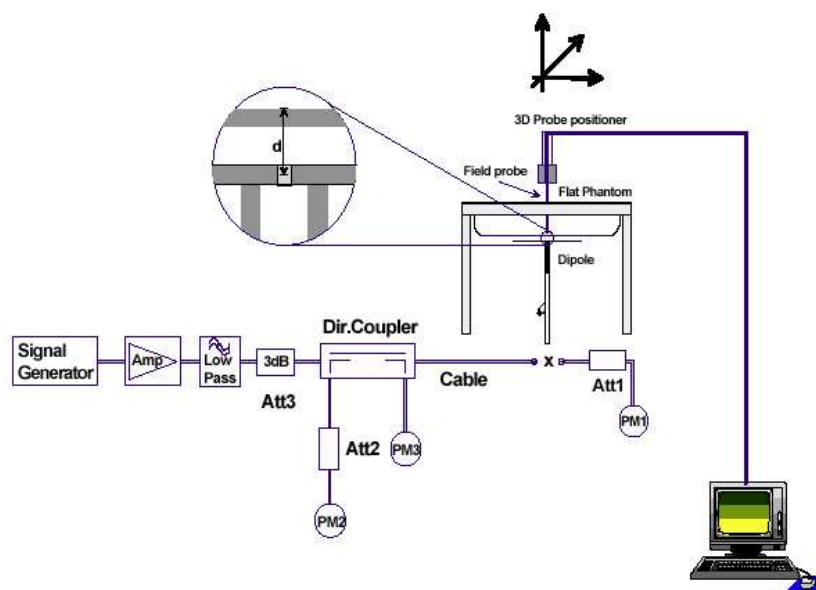 3D Probe positioner
d
Field probe
Flat Phantom
Dipole
Dir.Coupler
Signal
Generator
Amp
Low
Pass
3dB
Cable
x
Att1
Att3
PM1
Att2
PM3
PM2